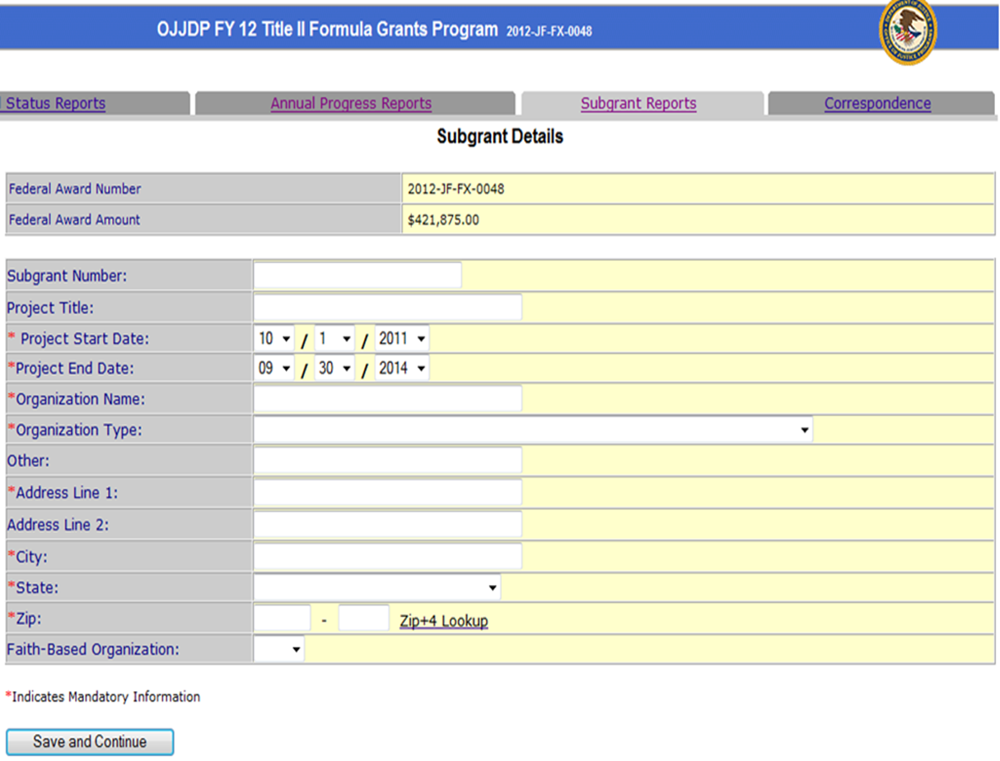 OJJDP FY 12 Title II Formula Grants Program 2012-JF-FX-0048
Status Reports Annual Progress Reports Subgrant Reports Correspondence
Subgrant Details
Federal Award Number 2012-JF-FX-0048
Federal Award Amount $421,875.00
Subgrant Number:
Project Title:
* Project Start Date: 10 / 1 / 2011
*Project End Date: 09 / 30 / 2014
*Organization Name:
*Organization Type:
Other:
*Address Line 1:
Address Line 2:
*City:
*State:
*Zip: - Zip+4 Lookup
Faith-Based Organization:
*Indicates Mandatory Information
Save and Continue